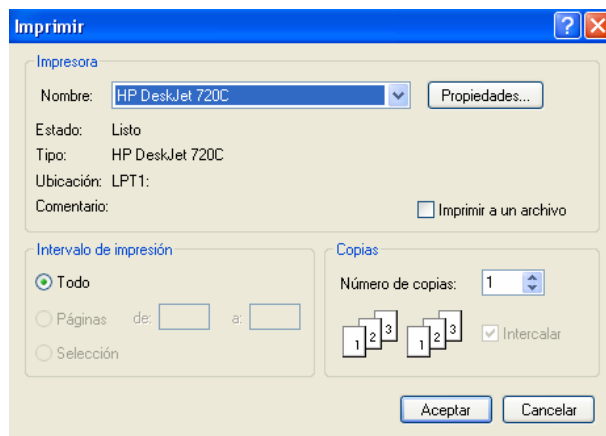 Imprimir
Impresora
Nombre: HP DeskJet 720C Propiedades...
Estado: Listo
Tipo: HP DeskJet 720C
Ubicación: LPT1:
Comentario: Imprimir a un archivo
Intervalo de impresión
Todo
Páginas de: a:
Selección
Copias
Número de copias: 1
1 2 3 1 2 3 Intercalar
Aceptar Cancelar